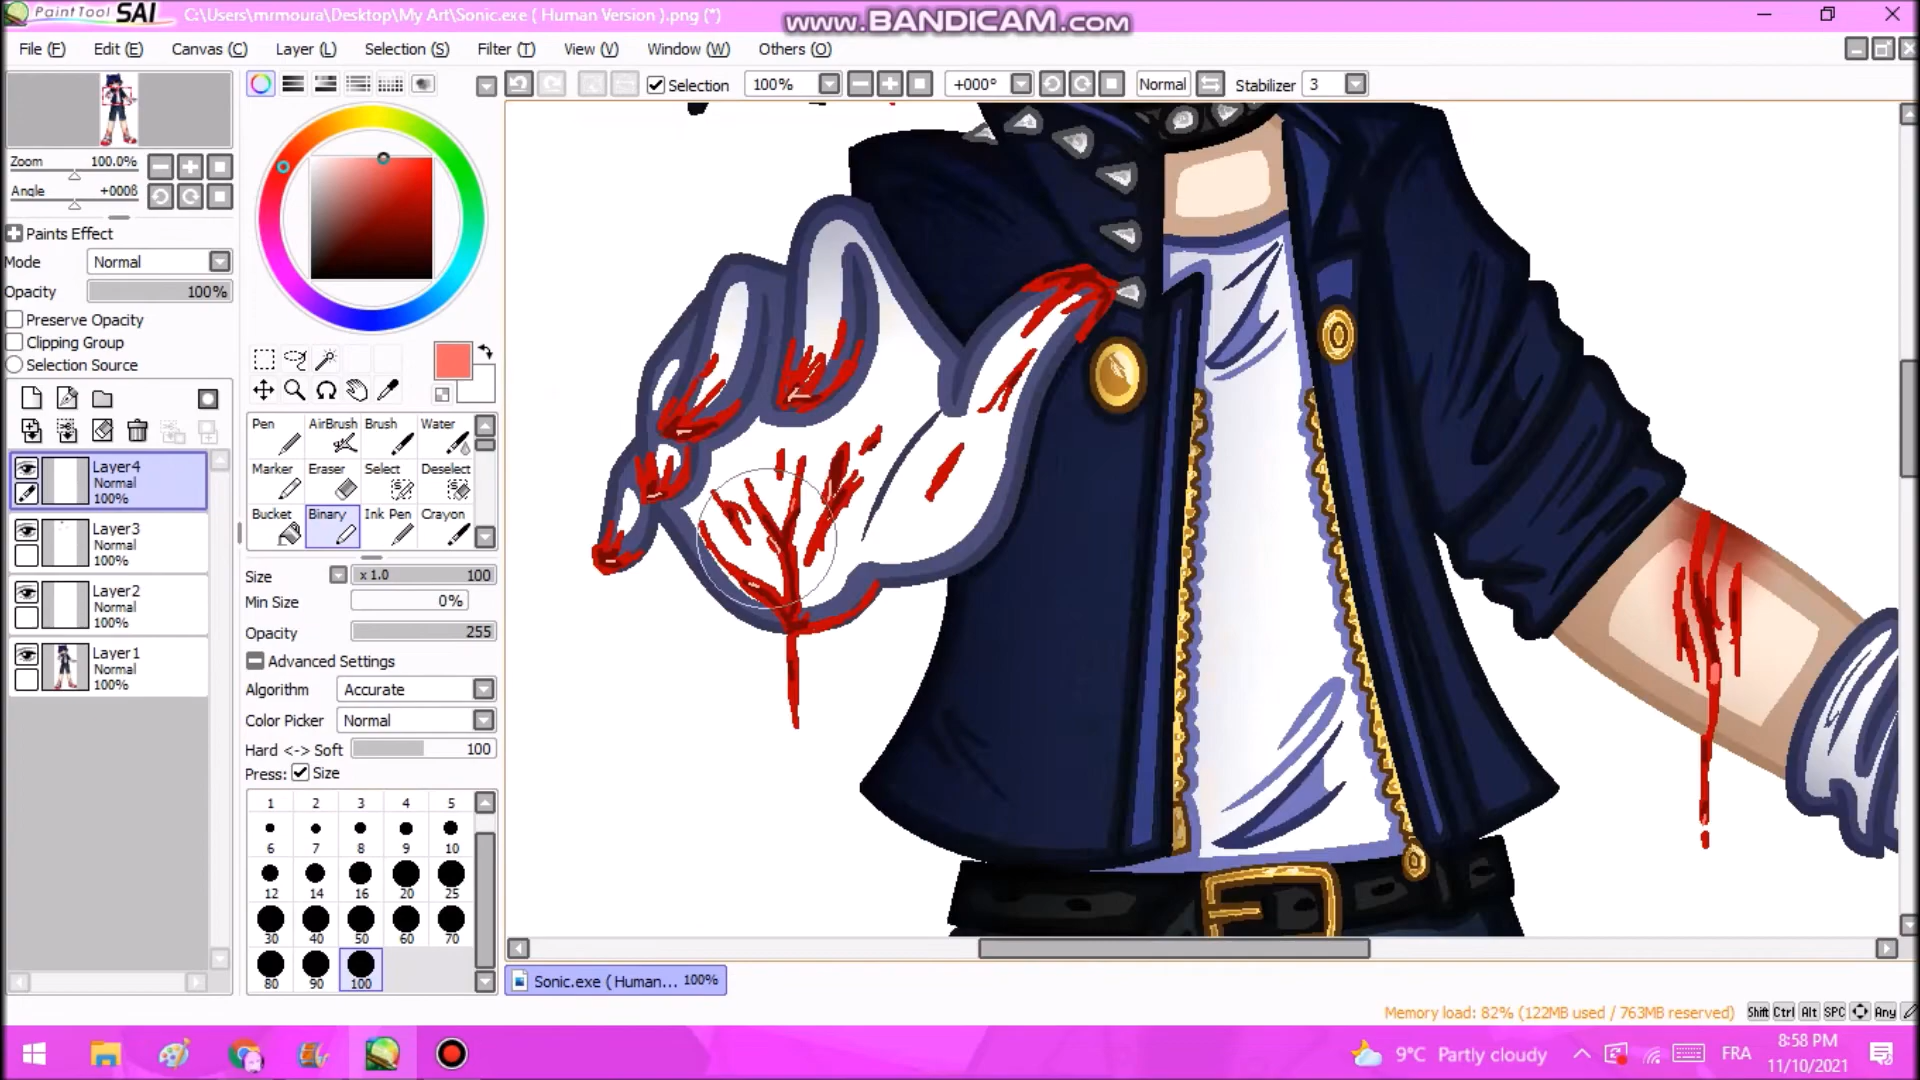 PaintTool SAI C:\Users\mrmoura\Desktop\My Art\Sonic.exe ( Human Version ).png (*)
www.BANDICAM.com
File (F) Edit (E) Canvas (C) Layer (L) Selection (S) Filter (T) View (V) Window (W) Others (O)
Selection 100% +000° Normal Stabilizer 3
Zoom 100.0%
Angle +000ß
Paints Effect
Mode Normal
Opacity 100%
Preserve Opacity
Clipping Group
Selection Source
Layer4
Normal
100%
Layer3
Normal
100%
Layer2
Normal
100%
Layer1
Normal
100%
Pen AirBrush Brush Water
Marker Eraser Select Deselect
Bucket Binary Ink Pen Crayon
Size x 1.0 100
Min Size 0%
Opacity 255
Advanced Settings
Algorithm Accurate
Color Picker Normal
Hard <-> Soft 100
Press: Size
1 2 3 4 5
6 7 8 9 10
12 14 16 20 25
30 40 50 60 70
80 90 100
Sonic.exe ( Human... 100%
Memory load: 82% (122MB used / 763MB reserved) Shift Ctrl Alt SPC Any
9°C Partly cloudy FRA 8:58 PM
11/10/2021